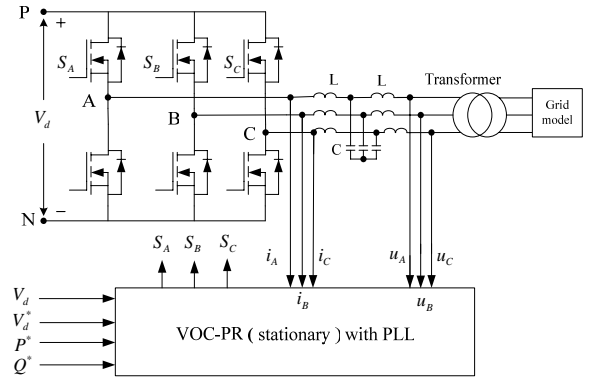 P
+
S_A
S_B
S_C
A
B
C
V_d
N
−
L
L
C
Transformer
Grid
model
S_A
S_B
S_C
i_A
i_B
i_C
u_A
u_B
u_C
V_d
V_d^*
P^*
Q^*
VOC-PR ( stationary ) with PLL